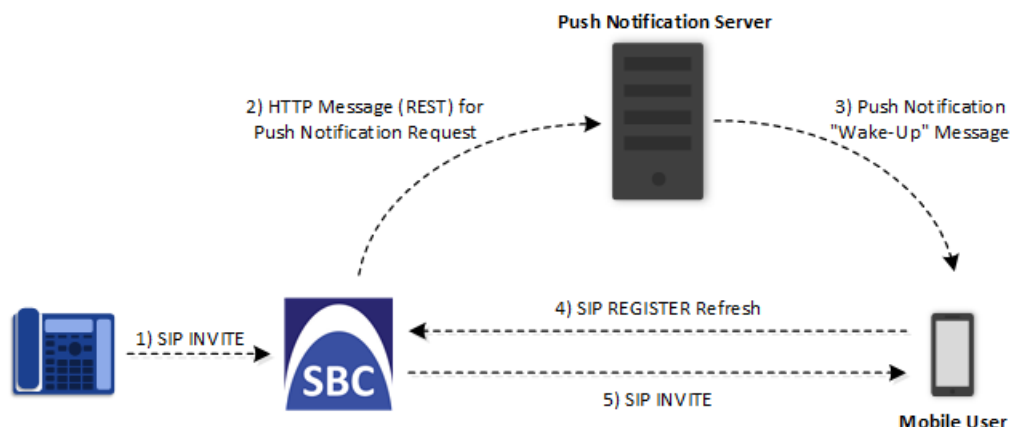 Push Notification Server
2) HTTP Message (REST) for
Push Notification Request
3) Push Notification
"Wake-Up" Message
1) SIP INVITE
SBC
4) SIP REGISTER Refresh
5) SIP INVITE
Mobile User